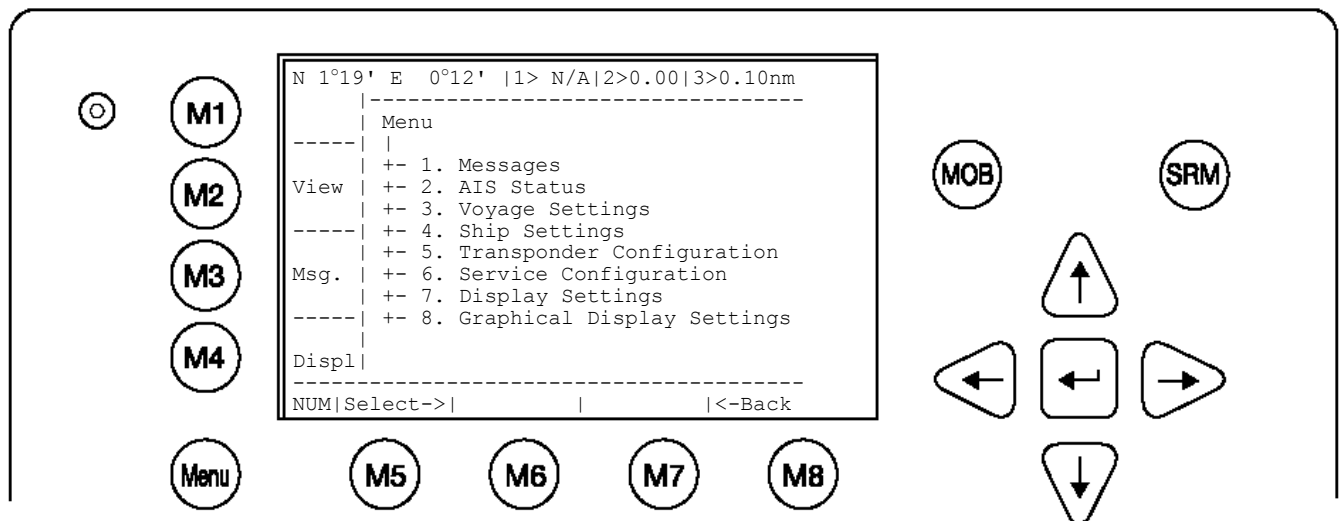 N 1°19' E  0°12' |1> N/A|2>0.00|3>0.10nm
|----------------------------------
M1
| Menu
-----| |
| +- 1. Messages
MOB
SRM
M2
View | +- 2. AIS Status
| +- 3. Voyage Settings
-----| +- 4. Ship Settings
| +- 5. Transponder Configuration
M3
Msg. | +- 6. Service Configuration
| +- 7. Display Settings
-----| +- 8. Graphical Display Settings
|
M4
Displ|
----------------------------------------
NUM|Select->|         |         |<-Back
Menu
M5
M6
M7
M8